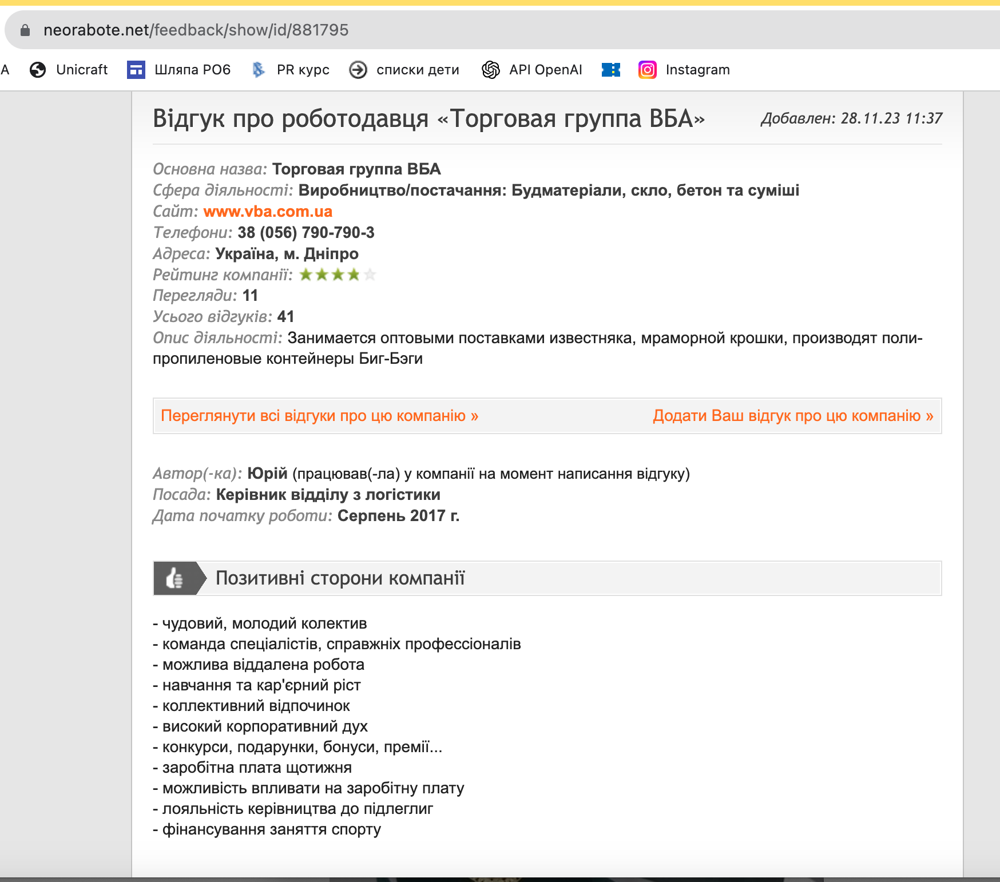 neorabote.net/feedback/show/id/881795
А Unicraft Шляпа РО6 PR курс списки дети API OpenAI Instagram
Відгук про роботодавця «Торговая группа ВБА» Добавлен: 28.11.23 11:37
Основна назва: Торговая группа ВБА
Сфера діяльності: Виробництво/постачання: Будматеріали, скло, бетон та суміші
Сайт: www.vba.com.ua
Телефони: 38 (056) 790-790-3
Адреса: Україна, м. Дніпро
Рейтинг компанії:
Перегляди: 11
Усього відгуків: 41
Опис діяльності: Занимается оптовыми поставками известняка, мраморной крошки, производят поли-
пропиленовые контейнеры Биг-Бэги
Переглянути всі відгуки про цю компанію » Додати Ваш відгук про цю компанію »
Автор(-ка): Юрій (працював(-ла) у компанії на момент написання відгуку)
Посада: Керівник відділу з логістики
Дата початку роботи: Серпень 2017 г.
Позитивні сторони компанії
- чудовий, молодий колектив
- команда спеціалістів, справжніх профессіоналів
- можлива віддалена робота
- навчання та кар'єрний ріст
- коллективний відпочинок
- високий корпоративний дух
- конкурси, подарунки, бонуси, премії...
- заробітна плата щотижня
- можливість впливати на заробітну плату
- лояльність керівництва до підлеглиг
- фінансування заняття спорту